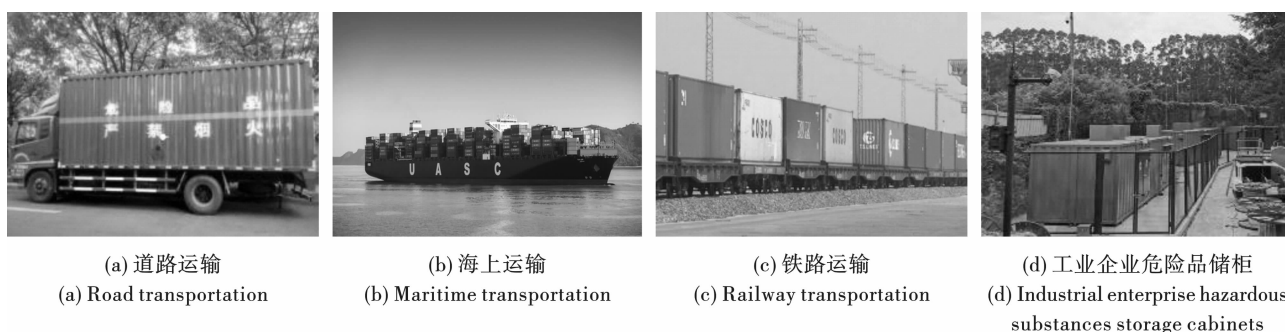 危险品
严禁烟火
UASC
COSCO
COSCO
(a) 道路运输
(a) Road transportation
(b) 海上运输
(b) Maritime transportation
(c) 铁路运输
(c) Railway transportation
(d) 工业企业危险品储柜
(d) Industrial enterprise hazardous
substances storage cabinets